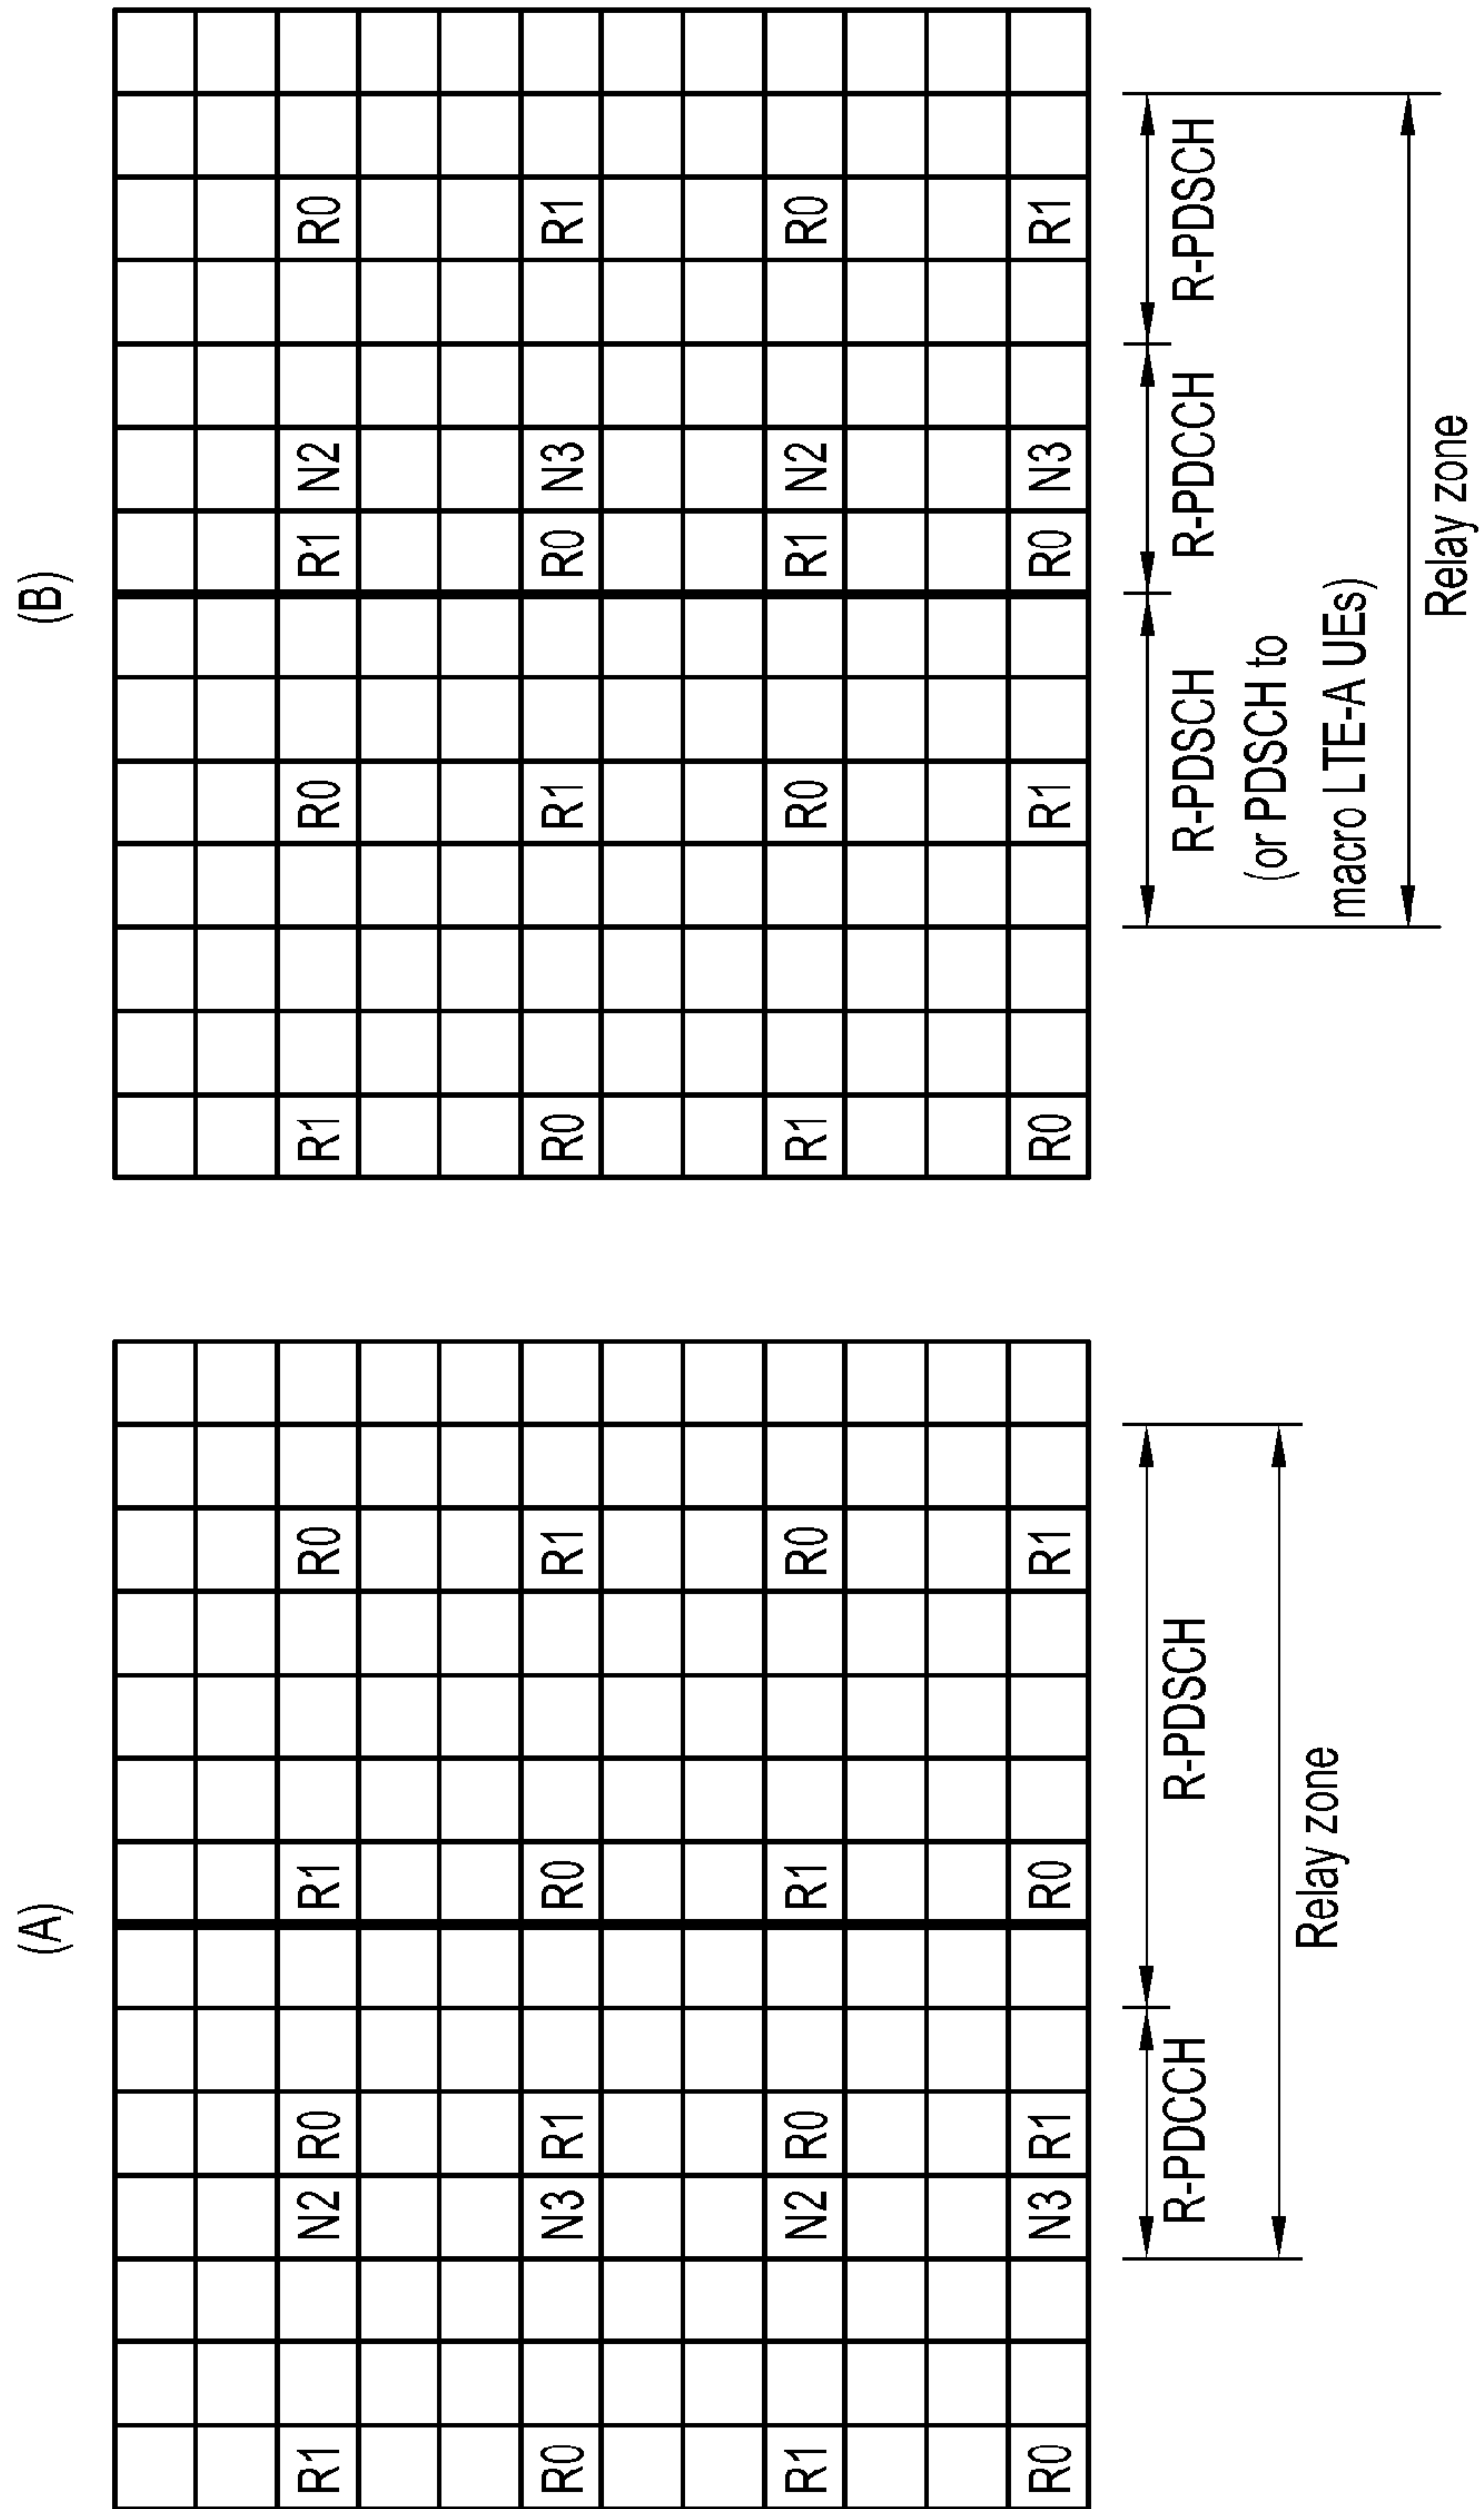 (A)
R1 N2 R0 R1 R0
R0 N3 R1 R0 R1
R1 N2 R0 R1 R0
R0 N3 R1 R0 R1
R-PDCCH
R-PDSCH
Relay zone
(B)
R1 R0 R1 N2 R0
R0 R1 R0 N3 R1
R1 R0 R1 N2 R0
R0 R1 R0 N3 R1
R-PDSCH
(or PDSCH to
macro LTE-A UEs)
R-PDCCH
R-PDSCH
Relay zone